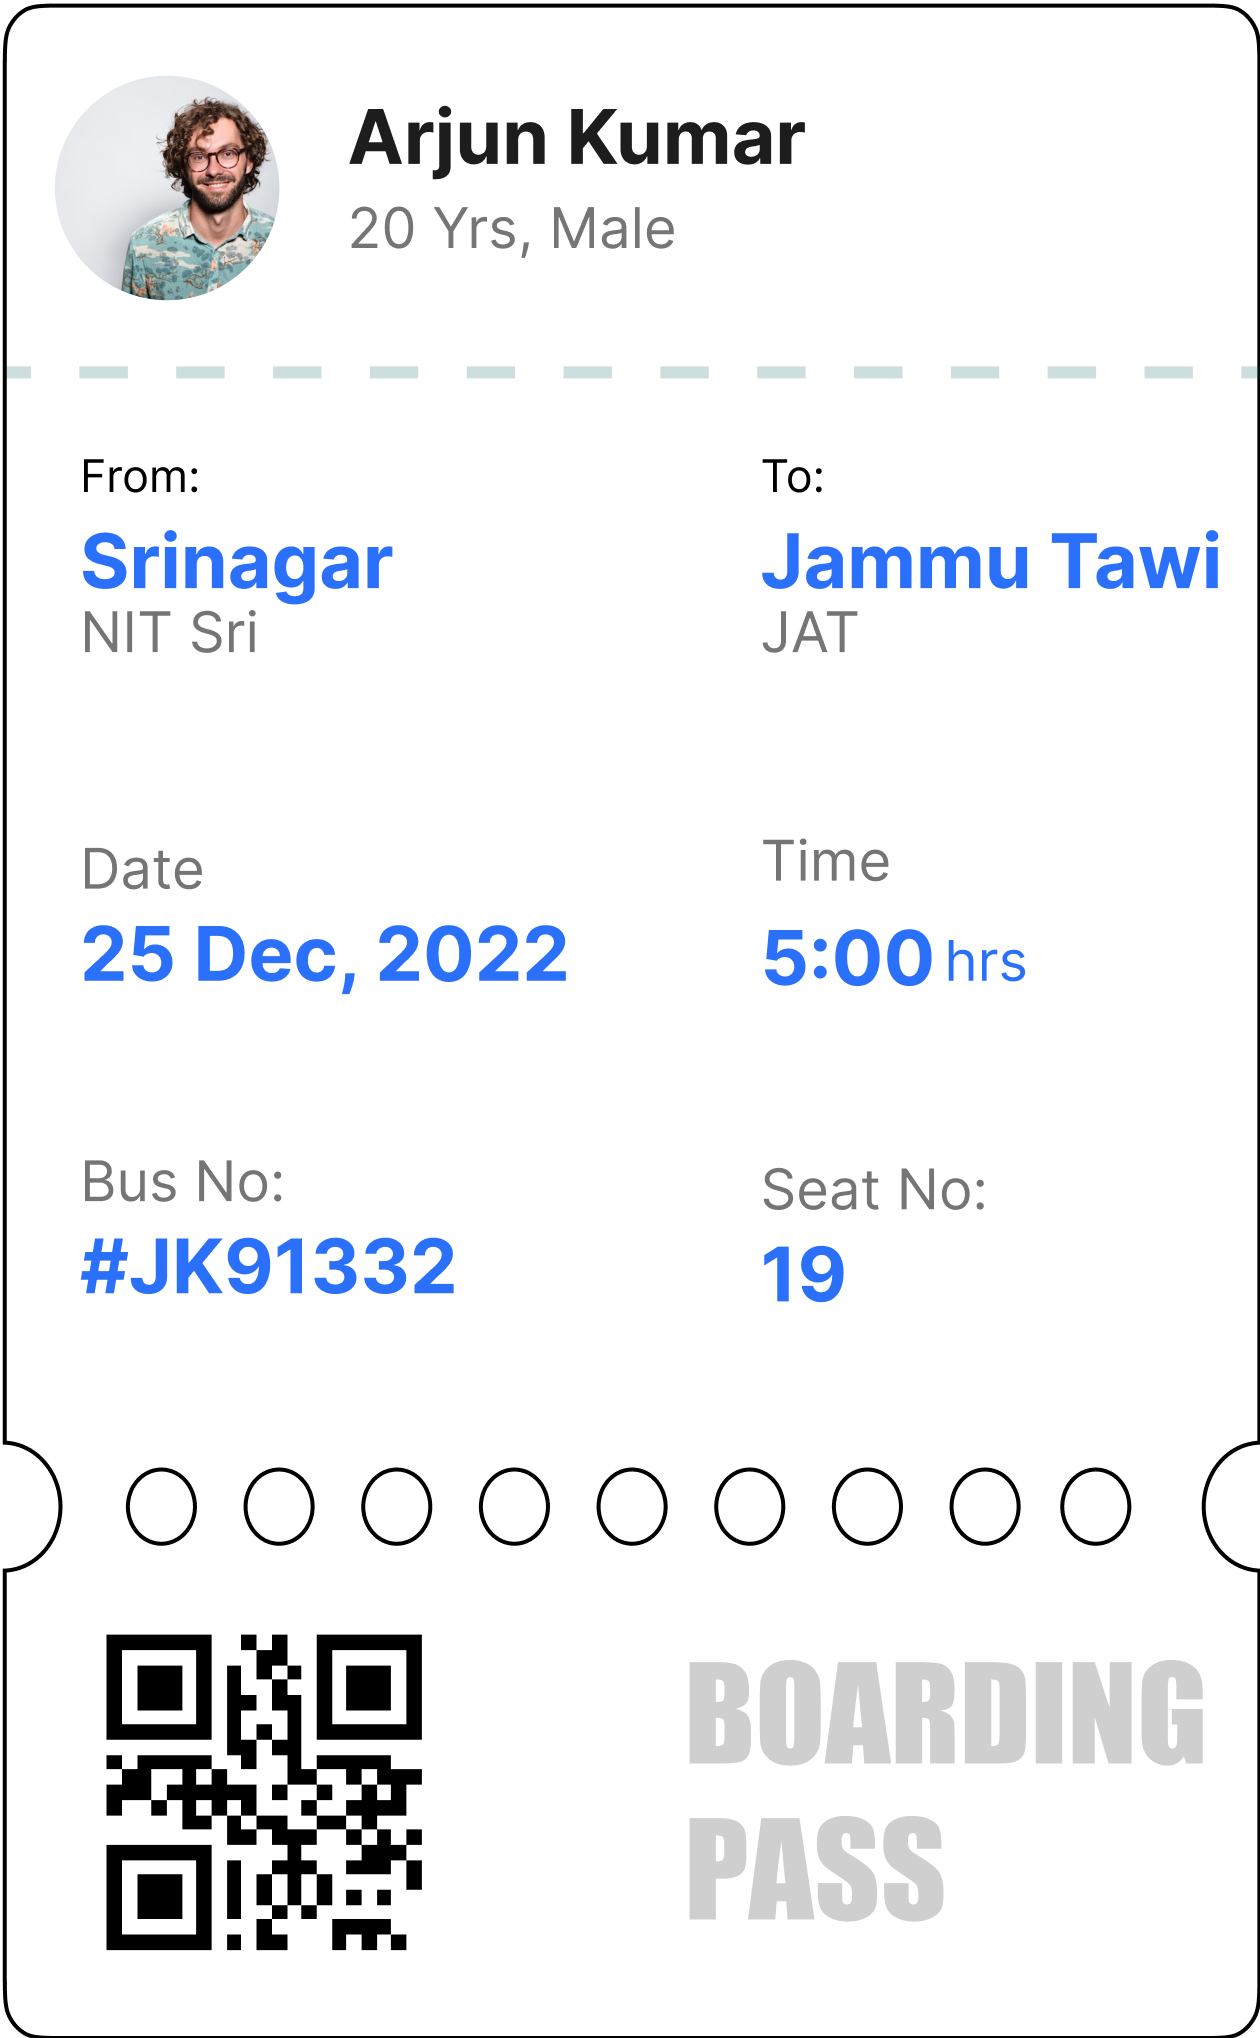 Arjun Kumar
20 Yrs, Male
From:
Srinagar
NIT Sri
To:
Jammu Tawi
JAT
Date
25 Dec, 2022
Time
5:00 hrs
Bus No:
#JK91332
Seat No:
19
BOARDING
PASS